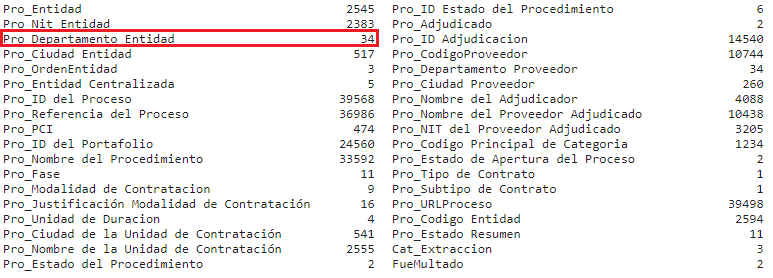 Pro_Entidad 2545
Pro_Nit Entidad 2383
Pro_Departamento Entidad 34
Pro_Ciudad Entidad 517
Pro_OrdenEntidad 3
Pro_Entidad Centralizada 5
Pro_ID del Proceso 39568
Pro_Referencia del Proceso 36986
Pro_PCI 474
Pro_ID del Portafolio 24560
Pro_Nombre del Procedimiento 33592
Pro_Fase 11
Pro_Modalidad de Contratacion 9
Pro_Justificación Modalidad de Contratación 16
Pro_Unidad de Duracion 4
Pro_Ciudad de la Unidad de Contratación 541
Pro_Nombre de la Unidad de Contratación 2555
Pro_Estado del Procedimiento 2
Pro_ID Estado del Procedimiento 6
Pro_Adjudicado 2
Pro_ID Adjudicacion 14540
Pro_CodigoProveedor 10744
Pro_Departamento Proveedor 34
Pro_Ciudad Proveedor 260
Pro_Nombre del Adjudicador 4088
Pro_Nombre del Proveedor Adjudicado 10438
Pro_NIT del Proveedor Adjudicado 3205
Pro_Codigo Principal de Categoria 1234
Pro_Estado de Apertura del Proceso 2
Pro_Tipo de Contrato 1
Pro_Subtipo de Contrato 1
Pro_URLProceso 39498
Pro_Codigo Entidad 2594
Pro_Estado Resumen 11
Cat_Extraccion 3
FueMultado 2